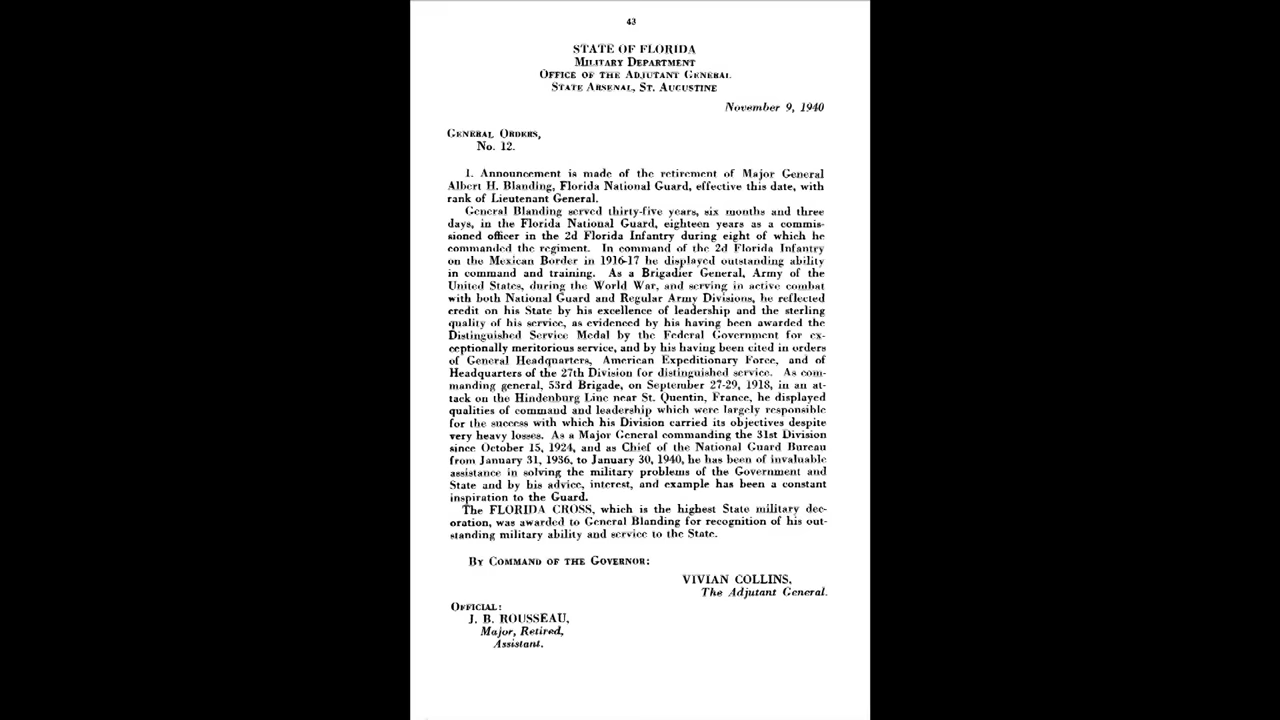 43
STATE OF FLORIDA
MILITARY DEPARTMENT
OFFICE OF THE ADJUTANT GENERAL
STATE ARSENAL, ST. AUGUSTINE
November 9, 1940
GENERAL ORDERS,
No. 12.
1. Announcement is made of the retirement of Major General
Albert H. Blanding, Florida National Guard, effective this date, with
rank of Lieutenant General.
General Blanding served thirty-five years, six months and three
days, in the Florida National Guard, eighteen years as a commis-
sioned officer in the 2d Florida Infantry during eight of which he
commanded the regiment. In command of the 2d Florida Infantry
on the Mexican Border in 1916-17 he displayed outstanding ability
in command and training. As a Brigadier General, Army of the
United States, during the World War, and serving in active combat
with both National Guard and Regular Army Divisions, he reflected
credit on his State by his excellence of leadership and the sterling
quality of his service, as evidenced by his having been awarded the
Distinguished Service Medal by the Federal Government for ex-
ceptionally meritorious service, and by his having been cited in orders
of General Headquarters, American Expeditionary Force, and of
Headquarters of the 27th Division for distinguished service. As com-
manding general, 53rd Brigade, on September 27-29, 1918, in an at-
tack on the Hindenburg Line near St. Quentin, France, he displayed
qualities of command and leadership which were largely responsible
for the success with which his Division carried its objectives despite
very heavy losses. As a Major General commanding the 31st Division
since October 15, 1924, and as Chief of the National Guard Bureau
from January 31, 1936, to January 30, 1940, he has been of invaluable
assistance in solving the military problems of the Government and
State and by his advice, interest, and example has been a constant
inspiration to the Guard.
The FLORIDA CROSS, which is the highest State military dec-
oration, was awarded to General Blanding for recognition of his out-
standing military ability and service to the State.
BY COMMAND OF THE GOVERNOR:
VIVIAN COLLINS,
The Adjutant General.
OFFICIAL:
J. B. ROUSSEAU,
Major, Retired,
Assistant.